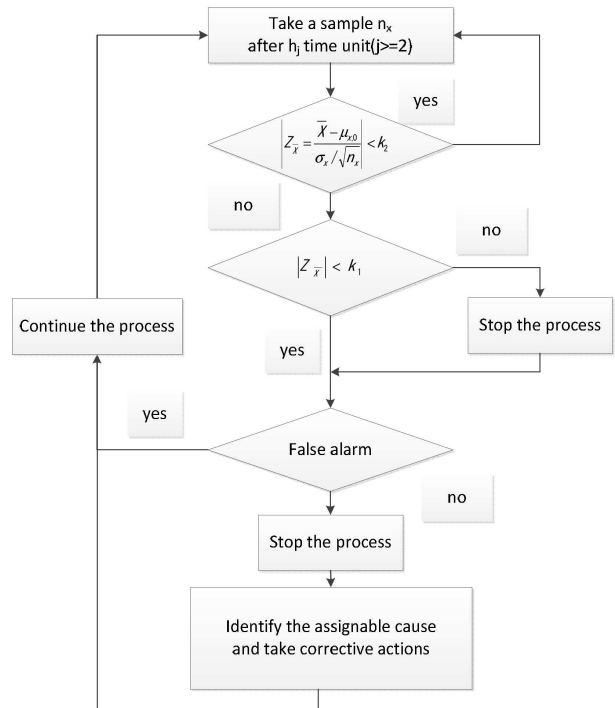 Take a sample nₓ
after hⱼ time unit(j>=2)
yes
|Z_X̅ = (X̅ − μₓ,₀) / (σₓ / √nₓ)| < k₂
no
no
|Z_X̅| < k₁
Continue the process
Stop the process
yes
yes
False alarm
no
Stop the process
Identify the assignable cause
and take corrective actions